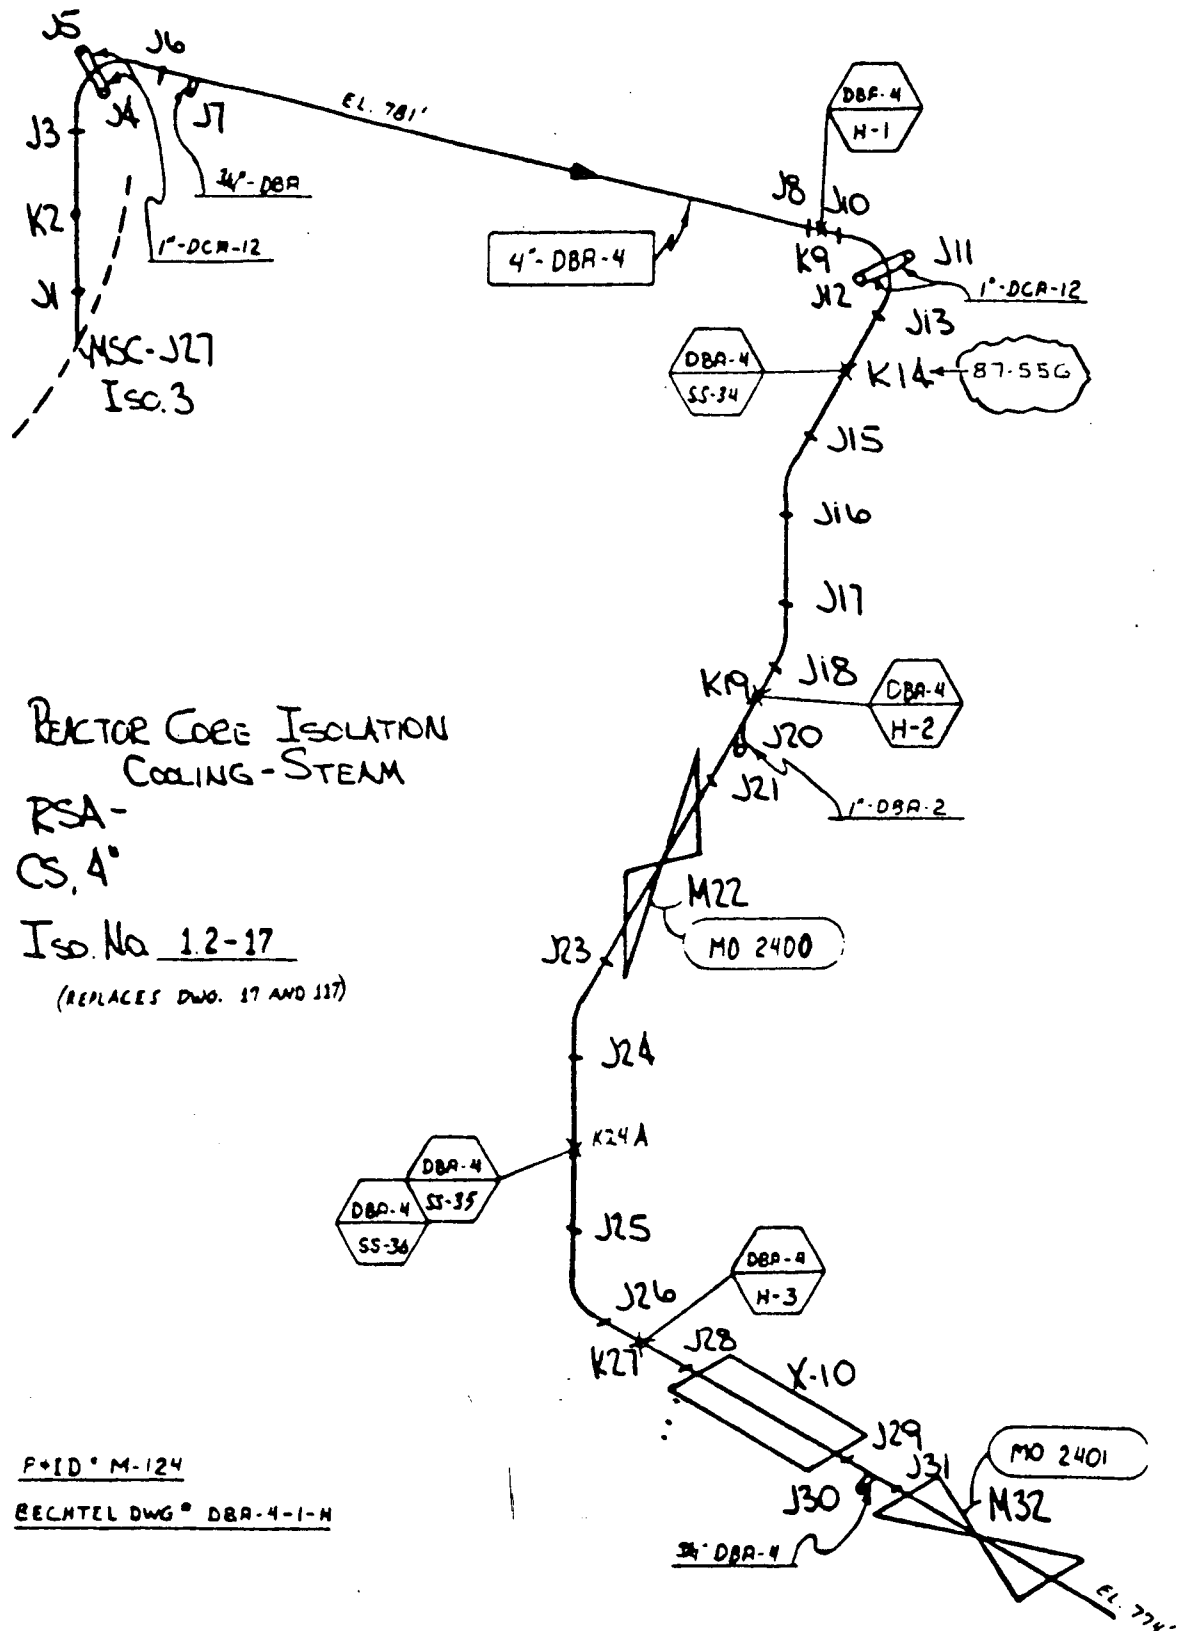 J5
J6
J4
J7
J3
EL. 781'
DBA-4
H-1
3/4"-DBA
J8
J10
K2
1"-DCA-12
4"-DBA-4
K9
J11
J12
1"-DCA-12
J1
J13
MSC-J27
Iso.3
DBA-4
SS-34
K14
87-556
J15
J16
J17
J18
K19
DBA-4
H-2
REACTOR CORE ISOLATION
COOLING-STEAM
J20
J21
1"-DBA-2
RSA-
CS, 4"
M22
Iso. No. 1.2-17
MO 2400
J23
(REPLACES DWG. 17 AND 117)
J24
K24A
DBA-4
SS-35
DBA-4
SS-36
J25
DBA-4
H-3
J26
K27
J28
X-10
J29
MO 2401
J31
P+ID # M-124
J30
M32
BECHTEL DWG # DBA-4-1-H
3/4" DBA-4
EL. 774'